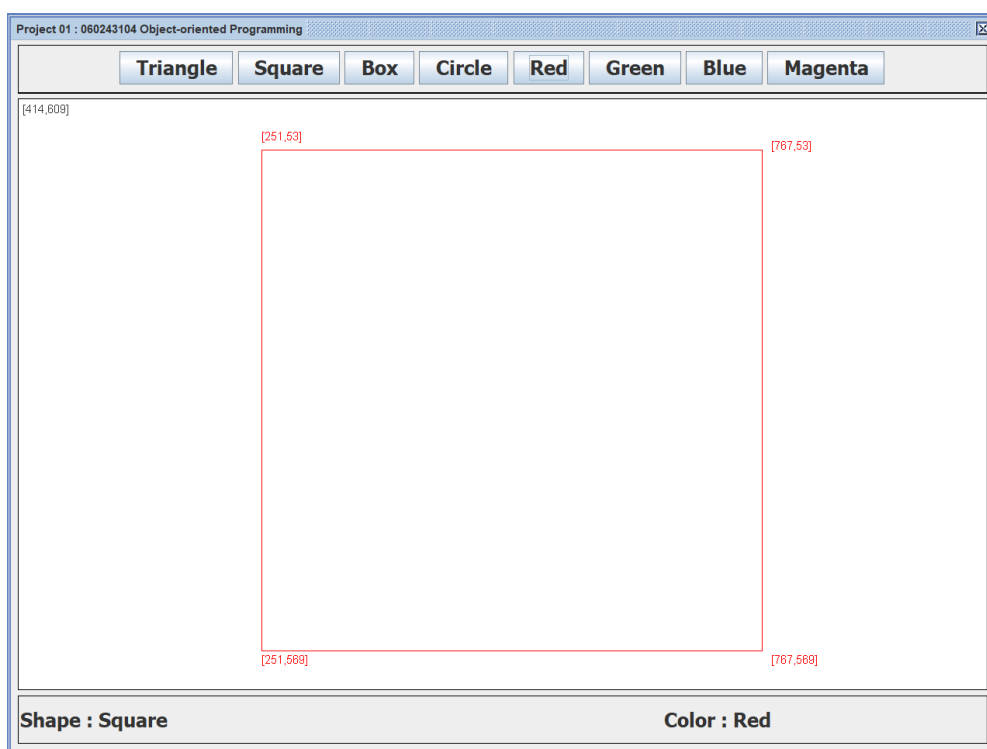 Project 01 : 060243104 Object-oriented Programming
Triangle Square Box Circle Red Green Blue Magenta
[414,609]
[251,53]
[767,53]
[251,569]
[767,569]
Shape : Square Color : Red